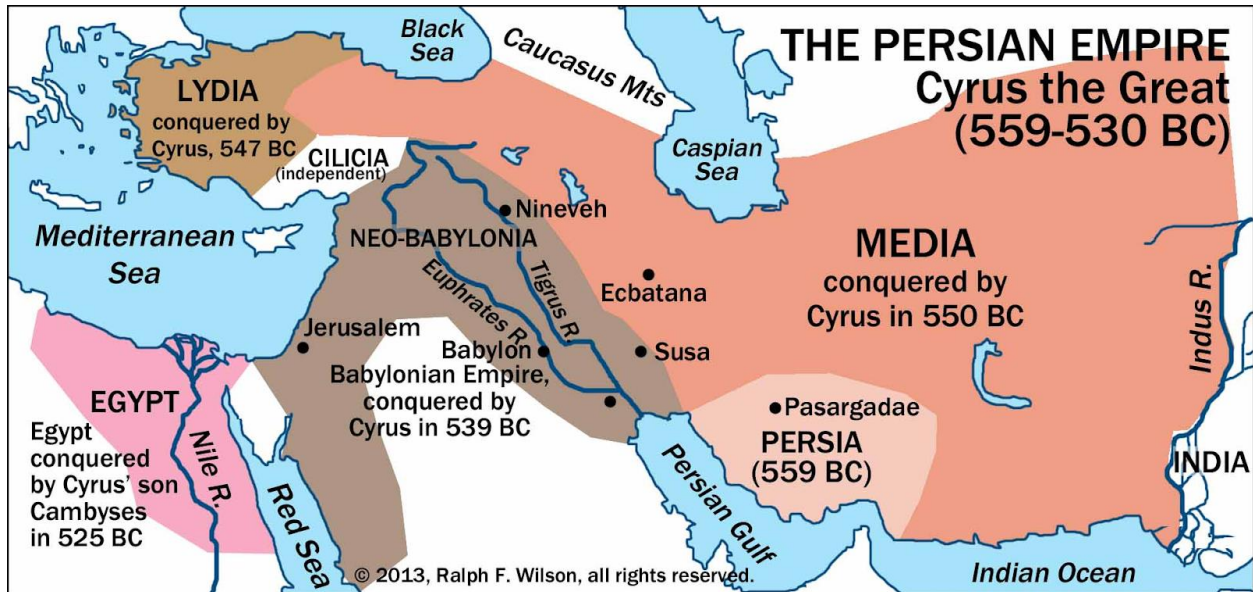 THE PERSIAN EMPIRE
Cyrus the Great
(559-530 BC)
Black
Sea
Caucasus Mts
LYDIA
conquered by
Cyrus, 547 BC
CILICIA
(independent)
Caspian
Sea
Mediterranean
Sea
NEO-BABYLONIA
Nineveh
MEDIA
conquered by
Cyrus in 550 BC
Ecbatana
Euphrates R.
Tigrus R.
Indus R.
Jerusalem
Babylon
Babylonian Empire,
conquered by
Cyrus in 539 BC
Susa
EGYPT
Egypt
conquered
by Cyrus' son
Cambyses
in 525 BC
Nile R.
Red Sea
Pasargadae
PERSIA
(559 BC)
Persian Gulf
INDIA
Indian Ocean
© 2013, Ralph F. Wilson, all rights reserved.